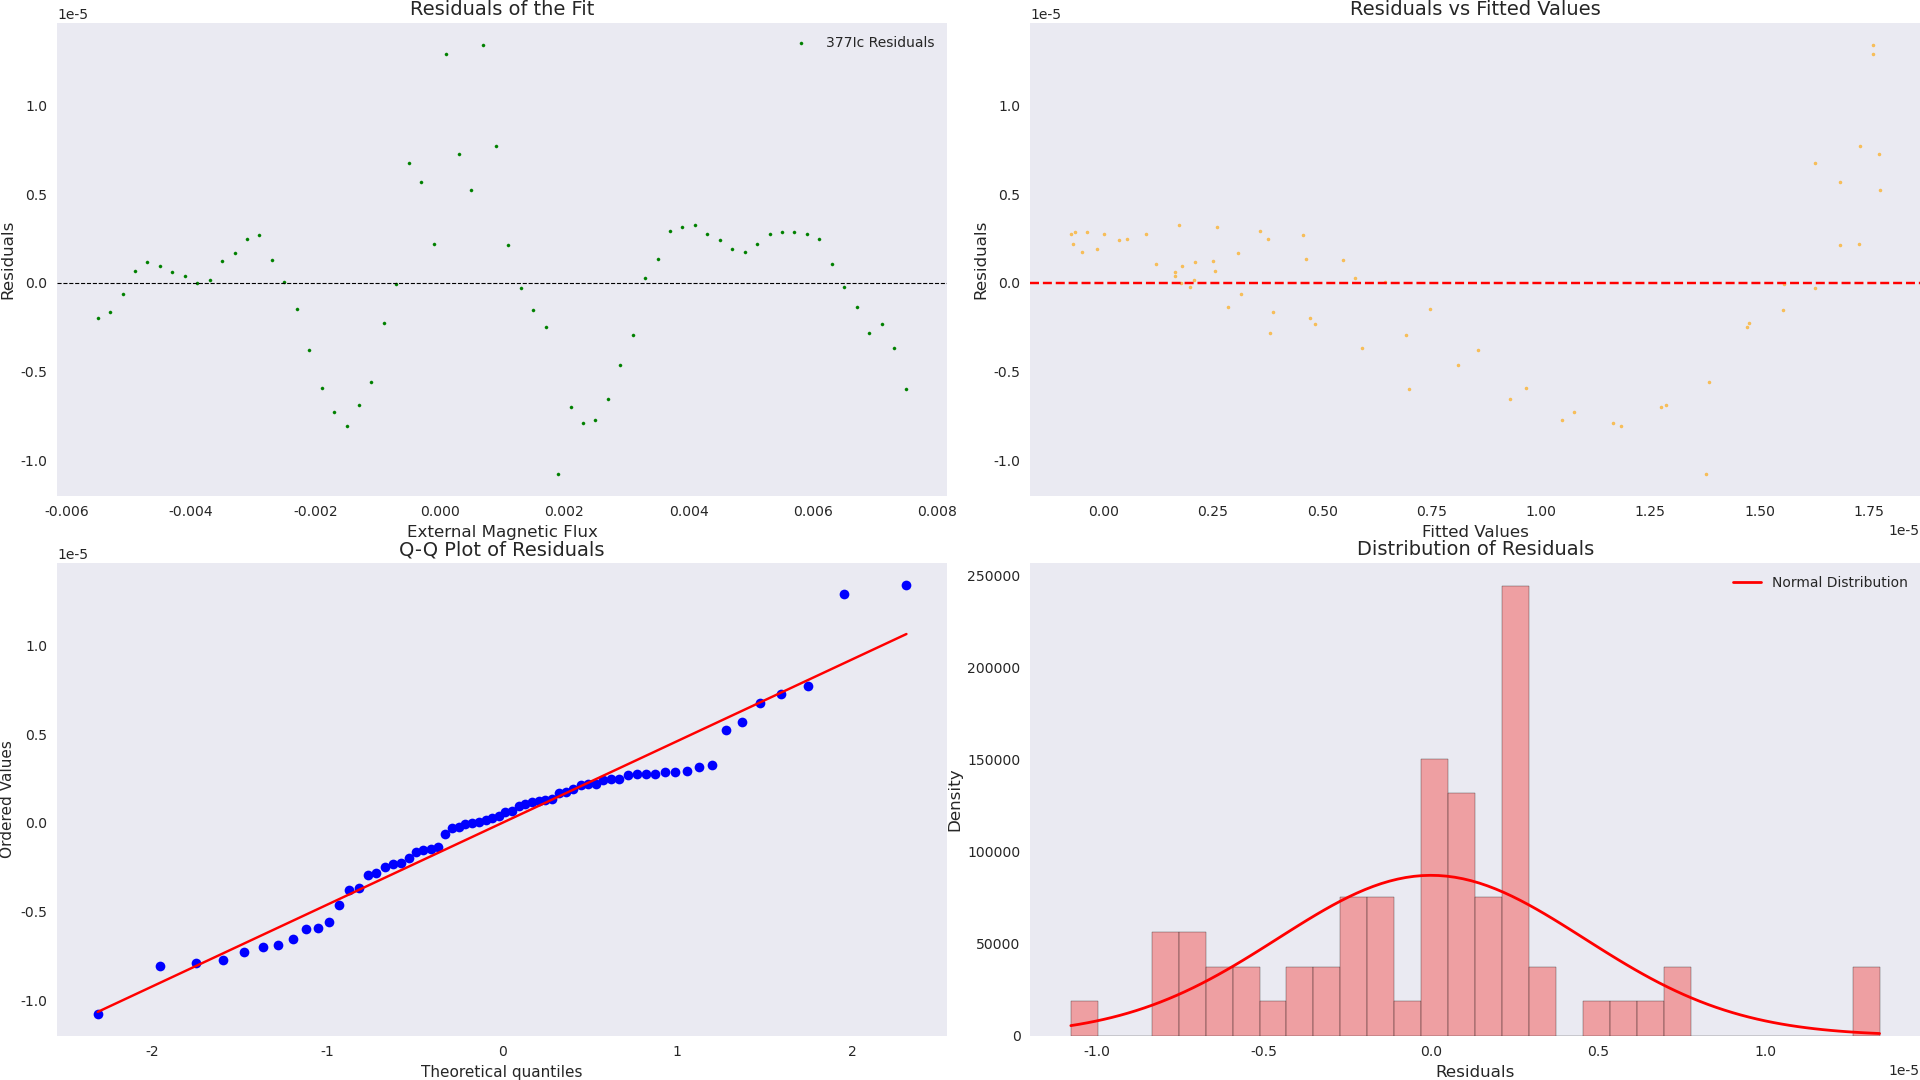 Residuals of the Fit
1e-5
377Ic Residuals
1.0
0.5
0.0
-0.5
-1.0
Residuals
-0.006 -0.004 -0.002 0.000 0.002 0.004 0.006 0.008
External Magnetic Flux
Residuals vs Fitted Values
1e-5
1.0
0.5
0.0
-0.5
-1.0
Residuals
0.00 0.25 0.50 0.75 1.00 1.25 1.50 1.75
1e-5
Fitted Values
Q-Q Plot of Residuals
1e-5
1.0
0.5
0.0
-0.5
-1.0
Ordered Values
-2 -1 0 1 2
Theoretical quantiles
Distribution of Residuals
Normal Distribution
250000
200000
150000
100000
50000
0
Density
-1.0 -0.5 0.0 0.5 1.0
1e-5
Residuals